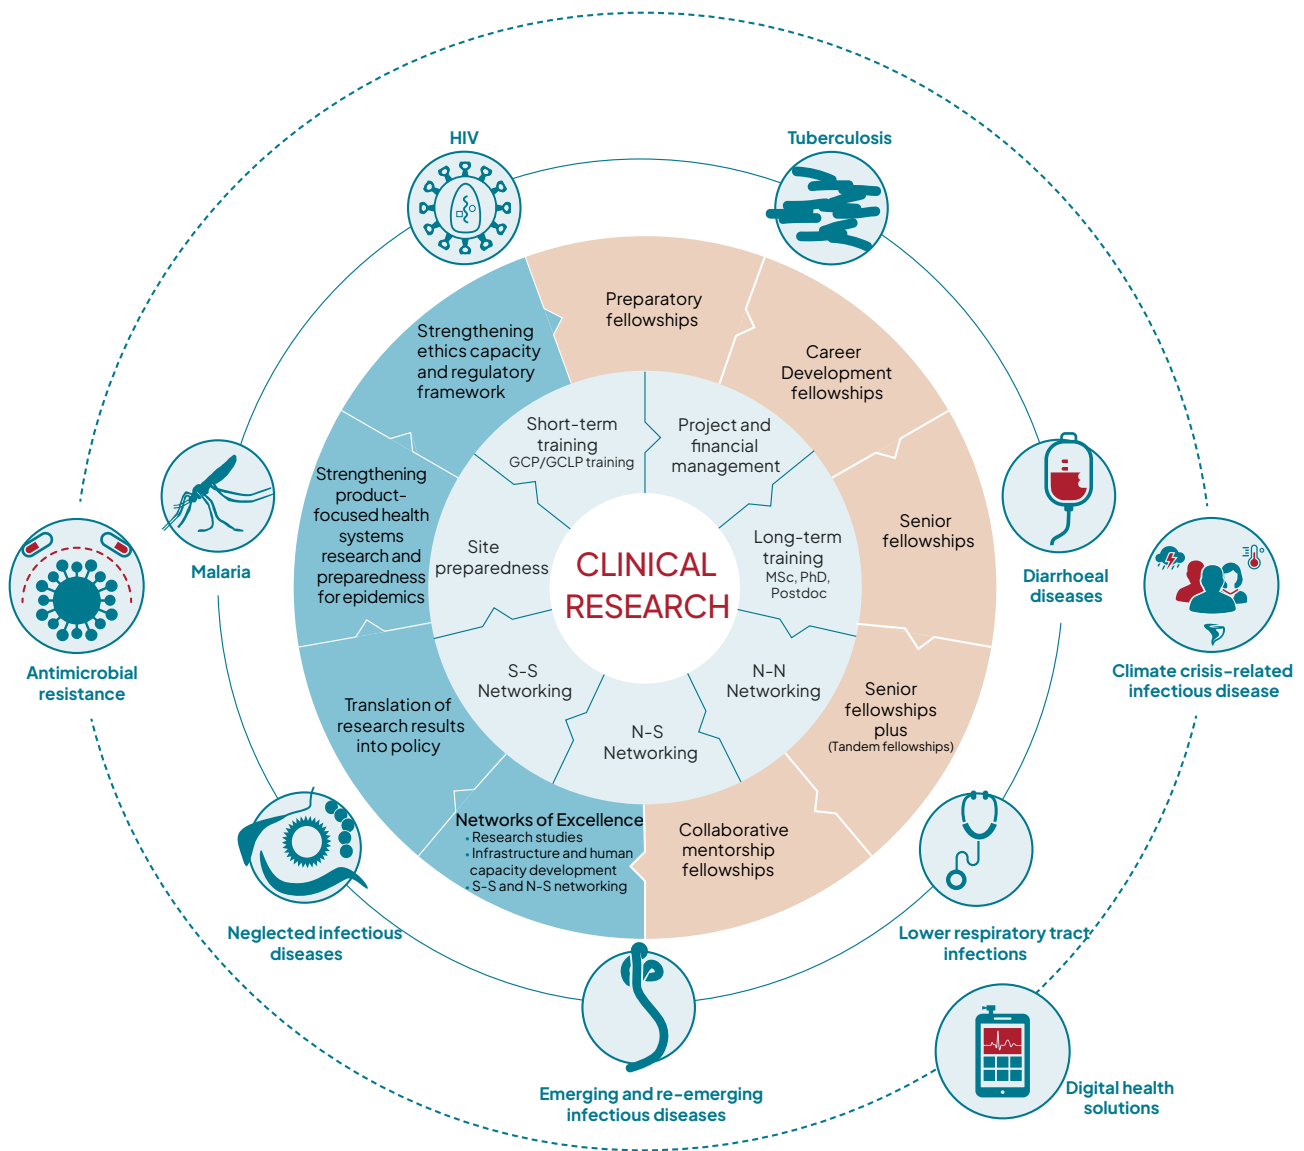 HIV
Tuberculosis
Preparatory
fellowships
Strengthening
ethics capacity
and regulatory
framework
Career
Development
fellowships
Short-term
training
GCP/GCLP training
Project and
financial
management
Strengthening
product-
focused health
systems
research and
preparedness
for epidemics
Senior
fellowships
Site
preparedness
CLINICAL
RESEARCH
Long-term
training
MSc, PhD,
Postdoc
Malaria
Diarrhoeal
diseases
Antimicrobial
resistance
Climate crisis-related
infectious disease
S-S
Networking
N-N
Networking
N-S
Networking
Translation of
research results
into policy
Senior
fellowships
plus
(Tandem fellowships)
Networks of Excellence
• Research studies
• Infrastructure and human
capacity development
• S-S and N-S networking
Collaborative
mentorship
fellowships
Neglected infectious
diseases
Lower respiratory tract
infections
Emerging and re-emerging
infectious diseases
Digital health
solutions